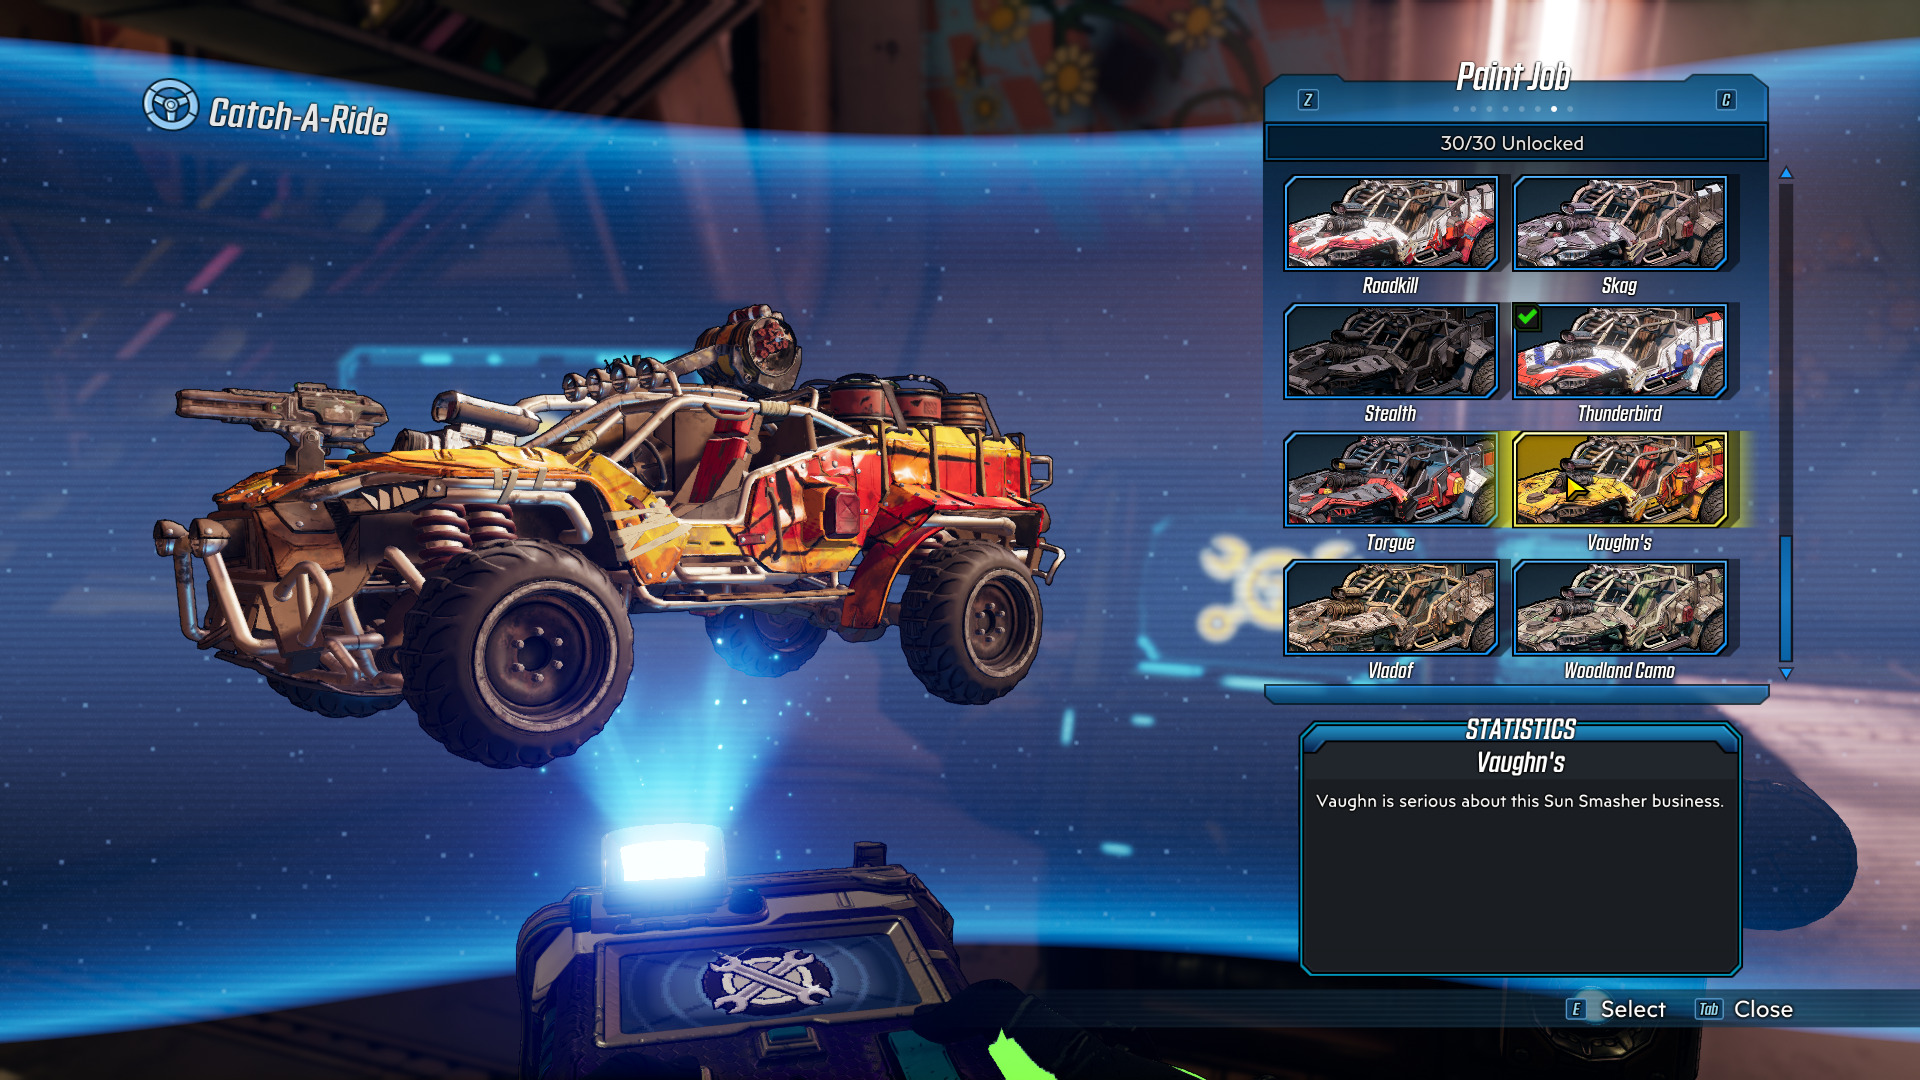 Catch-A-Ride
Paint Job
Z
C
30/30 Unlocked
Roadkill
Skag
Stealth
Thunderbird
Torgue
Vaughn's
Vladof
Woodland Camo
STATISTICS
Vaughn's
Vaughn is serious about this Sun Smasher business.
E Select
Tab Close